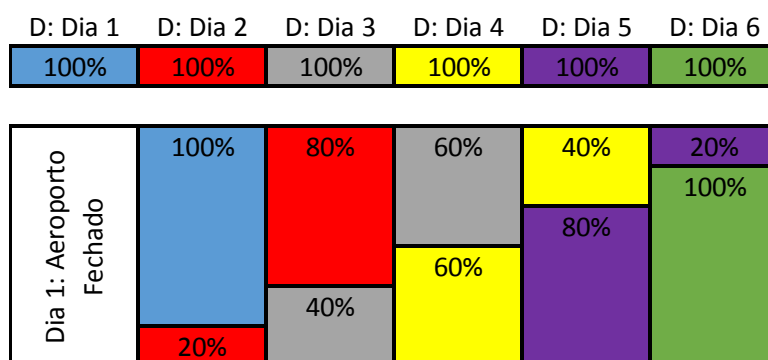 D: Dia 1 D: Dia 2 D: Dia 3 D: Dia 4 D: Dia 5 D: Dia 6
100% 100% 100% 100% 100% 100%
Dia 1: Aeroporto
Fechado
100% 80% 60% 40% 20%
100%
80%
60%
40%
20%